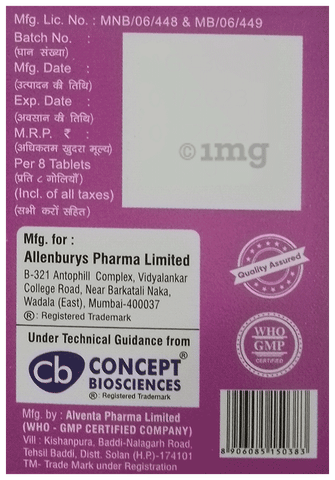 Mfg. Lic. No. : MNB/06/448 & MB/06/449
Batch No. :
(घान संख्या)
Mfg. Date :
(उत्पादन की तिथि)
Exp. Date :
(अवसान की तिथि)
M.R.P. ₹ :
(अधिकतम खुदरा मूल्य)
Per 8 Tablets
(प्रति ८ गोलियाँ)
(Incl. of all taxes)
(सभी करों सहित)
© 1mg
Mfg. for :
Allenburys Pharma Limited
B-321 Antophill Complex, Vidyalankar
College Road, Near Barkatali Naka,
Wadala (East), Mumbai-400037
® : Registered Trademark
Quality Assured
Under Technical Guidance from
cb CONCEPT ®
BIOSCIENCES
® : Registered Trademark
WHO
GMP
CERTIFIED
Mfg. by : Alventa Pharma Limited
(WHO - GMP CERTIFIED COMPANY)
Vill : Kishanpura, Baddi-Nalagarh Road,
Tehsil Baddi, Distt. Solan (H.P.)-174101
TM- Trade Mark under Registration
8 906085 150383